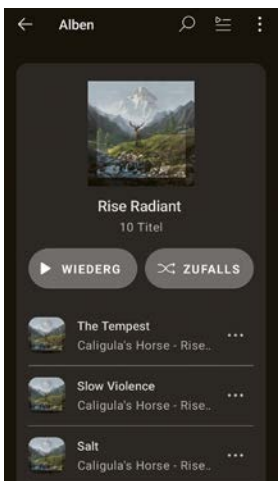 Alben
Rise Radiant
10 Titel
WIEDERG
ZUFALLS
The Tempest
Caligula's Horse - Rise..
Slow Violence
Caligula's Horse - Rise..
Salt
Caligula's Horse - Rise..